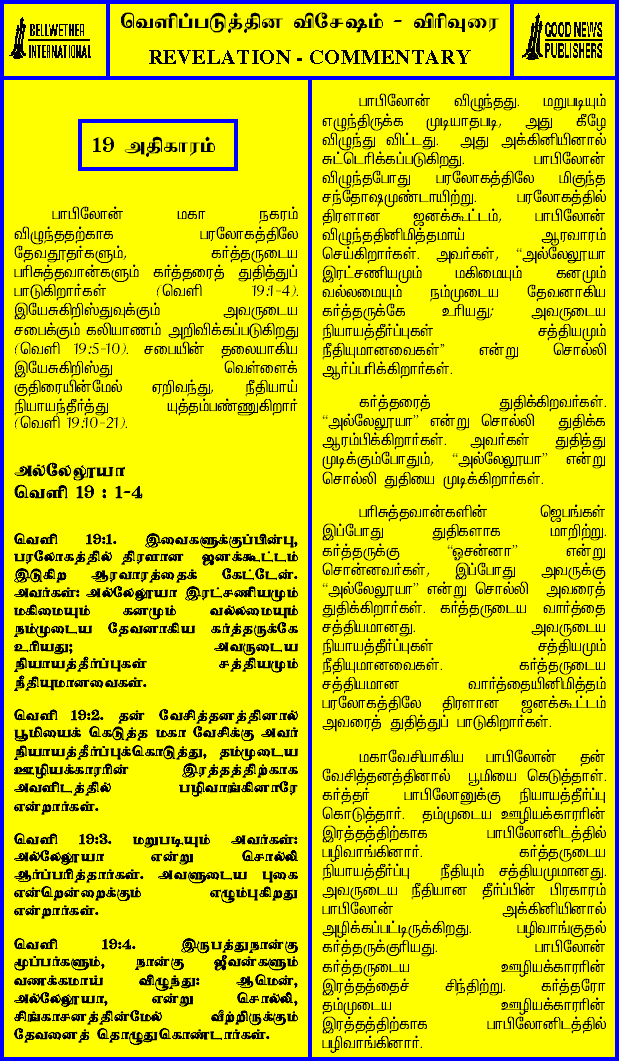 BELLWETHER
INTERNATIONAL
வெளிப்படுத்தின விசேஷம் - விரிவுரை
REVELATION - COMMENTARY
GOOD NEWS
PUBLISHERS
19 அதிகாரம்
பாபிலோன் மகா நகரம்
விழுந்ததற்காக பரலோகத்திலே
தேவதூதர்களும், கர்த்தருடைய
பரிசுத்தவான்களும் கர்த்தரைத் துதித்துப்
பாடுகிறார்கள் (வெளி 19:1-4).
இயேசுகிறிஸ்துவுக்கும் அவருடைய
சபைக்கும் கலியாணம் அறிவிக்கப்படுகிறது
(வெளி 19:5-10). சபையின் தலையாகிய
இயேசுகிறிஸ்து வெள்ளைக்
குதிரையின்மேல் ஏறிவந்து, நீதியாய்
நியாயந்தீர்த்து யுத்தம்பண்ணுகிறார்
(வெளி 19:10-21).
அல்லேலூயா
வெளி 19 : 1-4
வெளி 19:1. இவைகளுக்குப்பின்பு,
பரலோகத்தில் திரளான ஜனக்கூட்டம்
இடுகிற ஆரவாரத்தைக் கேட்டேன்.
அவர்கள்: அல்லேலூயா இரட்சணியமும்
மகிமையும் கனமும் வல்லமையும்
நம்முடைய தேவனாகிய கர்த்தருக்கே
உரியது; அவருடைய
நியாயத்தீர்ப்புகள் சத்தியமும்
நீதியுமானவைகள்.
வெளி 19:2. தன் வேசித்தனத்தினால்
பூமியைக் கெடுத்த மகா வேசிக்கு அவர்
நியாயத்தீர்ப்புக்கொடுத்து, தம்முடைய
ஊழியக்காரரின் இரத்தத்திற்காக
அவளிடத்தில் பழிவாங்கினாரே
என்றார்கள்.
வெளி 19:3. மறுபடியும் அவர்கள்:
அல்லேலூயா என்று சொல்லி
ஆர்ப்பரித்தார்கள். அவளுடைய புகை
என்றென்றைக்கும் எழும்புகிறது
என்றார்கள்.
வெளி 19:4. இருபத்துநான்கு
மூப்பர்களும், நான்கு ஜீவன்களும்
வணக்கமாய் விழுந்து: ஆமென்,
அல்லேலூயா, என்று சொல்லி,
சிங்காசனத்தின்மேல் வீற்றிருக்கும்
தேவனைத் தொழுதுகொண்டார்கள்.
பாபிலோன் விழுந்தது. மறுபடியும்
எழுந்திருக்க முடியாதபடி, அது கீழே
விழுந்து விட்டது. அது அக்கினியினால்
சுட்டெரிக்கப்படுகிறது. பாபிலோன்
விழுந்தபோது பரலோகத்திலே மிகுந்த
சந்தோஷமுண்டாயிற்று. பரலோகத்தில்
திரளான ஜனக்கூட்டம், பாபிலோன்
விழுந்ததினிமித்தமாய் ஆரவாரம்
செய்கிறார்கள். அவர்கள், “அல்லேலூயா
இரட்சணியமும் மகிமையும் கனமும்
வல்லமையும் நம்முடைய தேவனாகிய
கர்த்தருக்கே உரியது; அவருடைய
நியாயத்தீர்ப்புகள் சத்தியமும்
நீதியுமானவைகள்” என்று சொல்லி
ஆர்ப்பரிக்கிறார்கள்.
கர்த்தரைத் துதிக்கிறவர்கள்.
“அல்லேலூயா” என்று சொல்லி துதிக்க
ஆரம்பிக்கிறார்கள். அவர்கள் துதித்து
முடிக்கும்போதும், “அல்லேலூயா” என்று
சொல்லி துதியை முடிக்கிறார்கள்.
பரிசுத்தவான்களின் ஜெபங்கள்
இப்போது துதிகளாக மாறிற்று.
கர்த்தருக்கு “ஓசன்னா” என்று
சொன்னவர்கள், இப்போது அவருக்கு
“அல்லேலூயா” என்று சொல்லி அவரைத்
துதிக்கிறார்கள். கர்த்தருடைய வார்த்தை
சத்தியமானது. அவருடைய
நியாயத்தீர்ப்புகள் சத்தியமும்
நீதியுமானவைகள். கர்த்தருடைய
சத்தியமான வார்த்தையினிமித்தம்
பரலோகத்திலே திரளான ஜனக்கூட்டம்
அவரைத் துதித்துப் பாடுகிறார்கள்.
மகாவேசியாகிய பாபிலோன் தன்
வேசித்தனத்தினால் பூமியை கெடுத்தாள்.
கர்த்தர் பாபிலோனுக்கு நியாயத்தீர்ப்பு
கொடுத்தார். தம்முடைய ஊழியக்காரரின்
இரத்தத்திற்காக பாபிலோனிடத்தில்
பழிவாங்கினார். கர்த்தருடைய
நியாயத்தீர்ப்பு நீதியும் சத்தியமுமானது.
அவருடைய நீதியான தீர்ப்பின் பிரகாரம்
பாபிலோன் அக்கினியினால்
அழிக்கப்பட்டிருக்கிறது. பழிவாங்குதல்
கர்த்தருக்குரியது. பாபிலோன்
கர்த்தருடைய ஊழியக்காரரின்
இரத்தத்தைச் சிந்திற்று. கர்த்தரோ
தம்முடைய ஊழியக்காரரின்
இரத்தத்திற்காக பாபிலோனிடத்தில்
பழிவாங்கினார்.